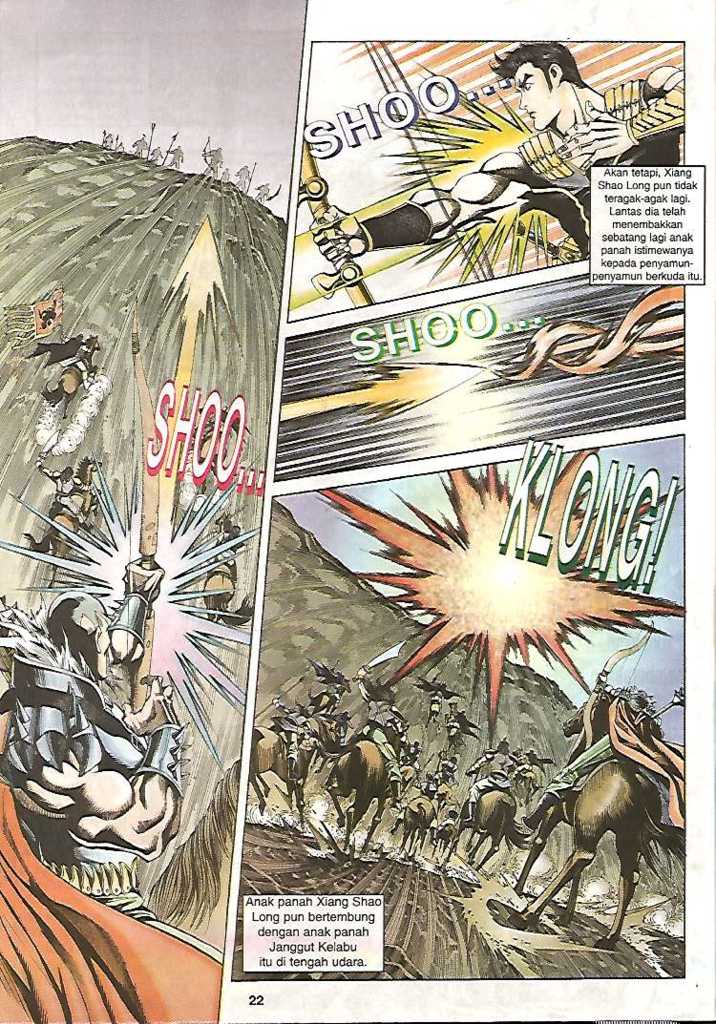 SHOO...
SHOO...
Akan tetapi, Xiang
Shao Long pun tidak
teragak-agak lagi.
Lantas dia telah
menembakkan
sebatang lagi anak
panah istimewanya
kepada penyamun-
penyamun berkuda itu.
SHOO...
KLONG!
Anak panah Xiang Shao
Long pun bertembung
dengan anak panah
Janggut Kelabu
itu di tengah udara.
22